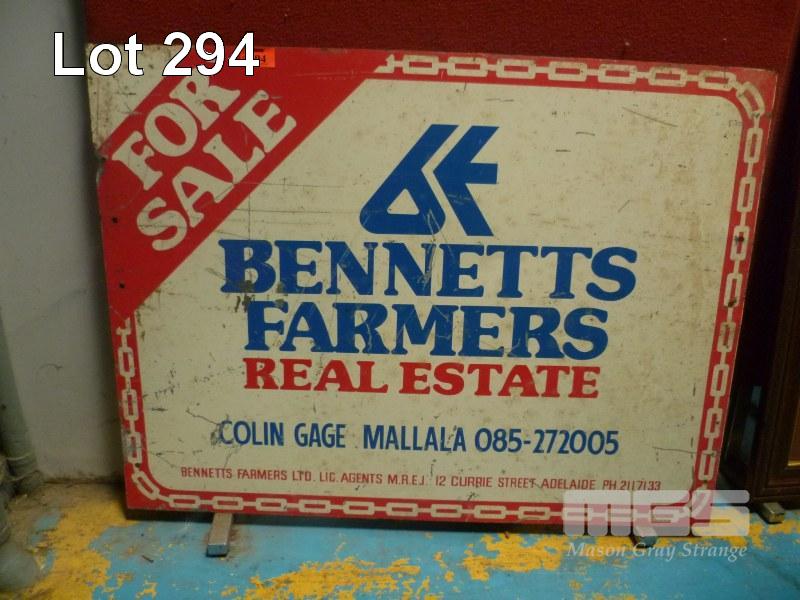 Lot 294
FOR
SALE
BENNETTS
FARMERS
REAL ESTATE
COLIN GAGE MALLALA 085-272005
BENNETTS FARMERS LTD. LIC. AGENTS M.R.E.I. 12 CURRIE STREET ADELAIDE PH 2117133
MGS
Mason Gray Strange